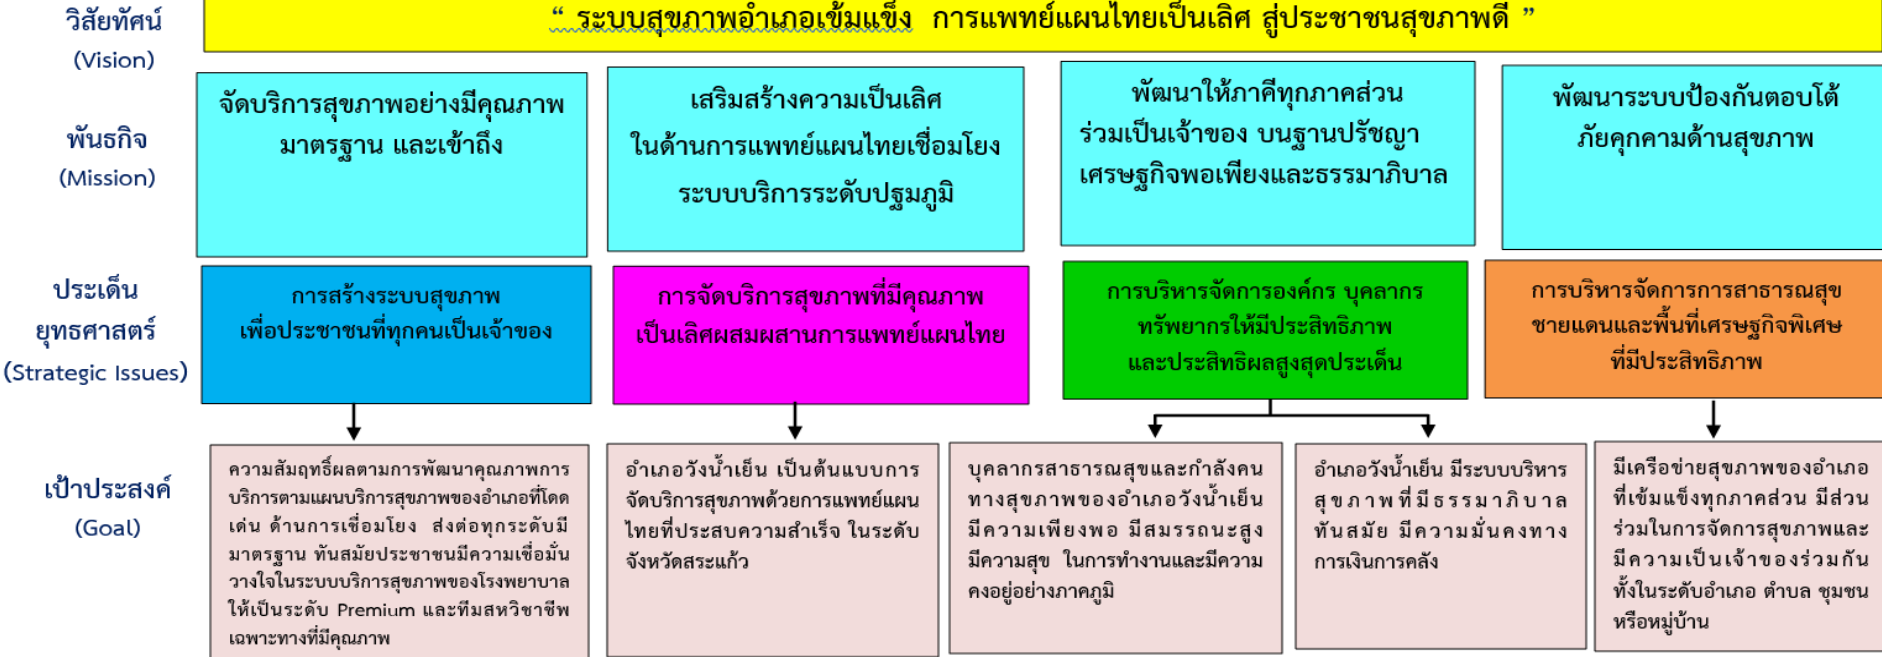 วิสัยทัศน์
(Vision)
“ ระบบสุขภาพอำเภอเข้มแข็ง การแพทย์แผนไทยเป็นเลิศ สู่ประชาชนสุขภาพดี ”
พันธกิจ
(Mission)
จัดบริการสุขภาพอย่างมีคุณภาพ
มาตรฐาน และเข้าถึง
เสริมสร้างความเป็นเลิศ
ในด้านการแพทย์แผนไทยเชื่อมโยง
ระบบบริการระดับปฐมภูมิ
พัฒนาให้ภาคีทุกภาคส่วน
ร่วมเป็นเจ้าของ บนฐานปรัชญา
เศรษฐกิจพอเพียงและธรรมาภิบาล
พัฒนาระบบป้องกันตอบโต้
ภัยคุกคามด้านสุขภาพ
ประเด็น
ยุทธศาสตร์
(Strategic Issues)
การสร้างระบบสุขภาพ
เพื่อประชาชนที่ทุกคนเป็นเจ้าของ
การจัดบริการสุขภาพที่มีคุณภาพ
เป็นเลิศผสมผสานการแพทย์แผนไทย
การบริหารจัดการองค์กร บุคลากร
ทรัพยากรให้มีประสิทธิภาพ
และประสิทธิผลสูงสุดประเด็น
การบริหารจัดการการสาธารณสุข
ชายแดนและพื้นที่เศรษฐกิจพิเศษ
ที่มีประสิทธิภาพ
เป้าประสงค์
(Goal)
ความสัมฤทธิ์ผลตามการพัฒนาคุณภาพการ
บริการตามแผนบริการสุขภาพของอำเภอที่โดด
เด่น ด้านการเชื่อมโยง ส่งต่อทุกระดับมี
มาตรฐาน ทันสมัยประชาชนมีความเชื่อมั่น
วางใจในระบบบริการสุขภาพของโรงพยาบาล
ให้เป็นระดับ Premium และทีมสหวิชาชีพ
เฉพาะทางที่มีคุณภาพ
อำเภอวังน้ำเย็น เป็นต้นแบบการ
จัดบริการสุขภาพด้วยการแพทย์แผน
ไทยที่ประสบความสำเร็จ ในระดับ
จังหวัดสระแก้ว
บุคลากรสาธารณสุขและกำลังคน
ทางสุขภาพของอำเภอวังน้ำเย็น
มีความเพียงพอ มีสมรรถนะสูง
มีความสุข ในการทำงานและมีความ
คงอยู่อย่างภาคภูมิ
อำเภอวังน้ำเย็น มีระบบบริหาร
สุขภาพที่มีธรรมาภิบาล
ทันสมัย มีความมั่นคงทาง
การเงินการคลัง
มีเครือข่ายสุขภาพของอำเภอ
ที่เข้มแข็งทุกภาคส่วน มีส่วน
ร่วมในการจัดการสุขภาพและ
มีความเป็นเจ้าของร่วมกัน
ทั้งในระดับอำเภอ ตำบล ชุมชน
หรือหมู่บ้าน